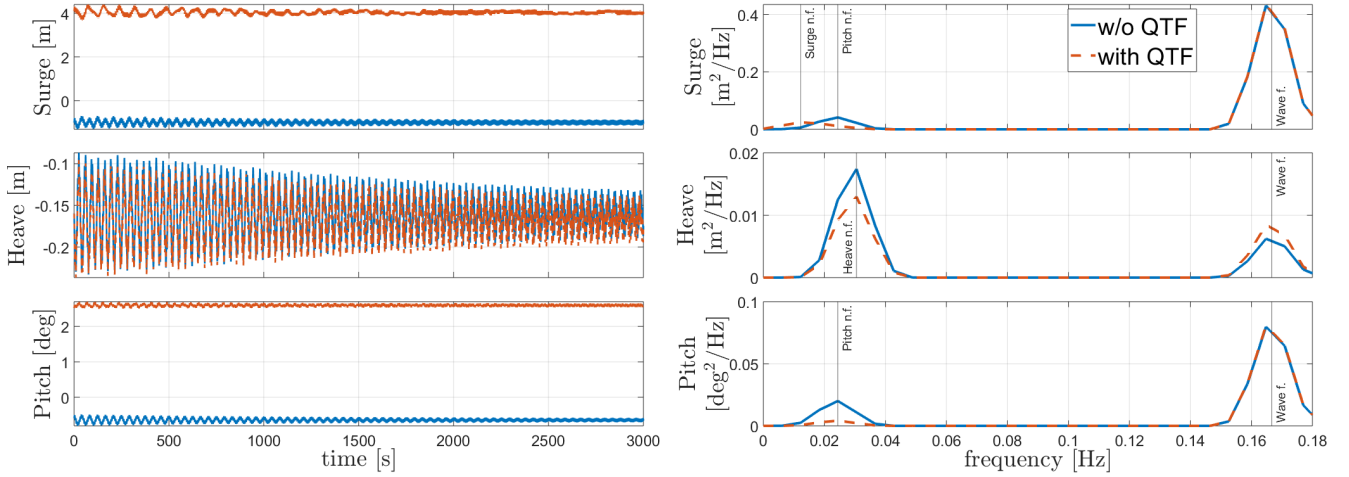 Surge [m]
4
2
0
Heave [m]
-0.1
-0.15
-0.2
Pitch [deg]
2
1
0
0
500
1000
1500
2000
2500
3000
time [s]
Surge
[m²/Hz]
0.4
0.2
0
Surge n.f.
Pitch n.f.
Wave f.
w/o QTF
with QTF
Heave
[m²/Hz]
0.02
0.01
0
Heave n.f.
Wave f.
Pitch
[deg²/Hz]
0.1
0.05
0
Pitch n.f.
Wave f.
0
0.02
0.04
0.06
0.08
0.1
0.12
0.14
0.16
0.18
frequency [Hz]